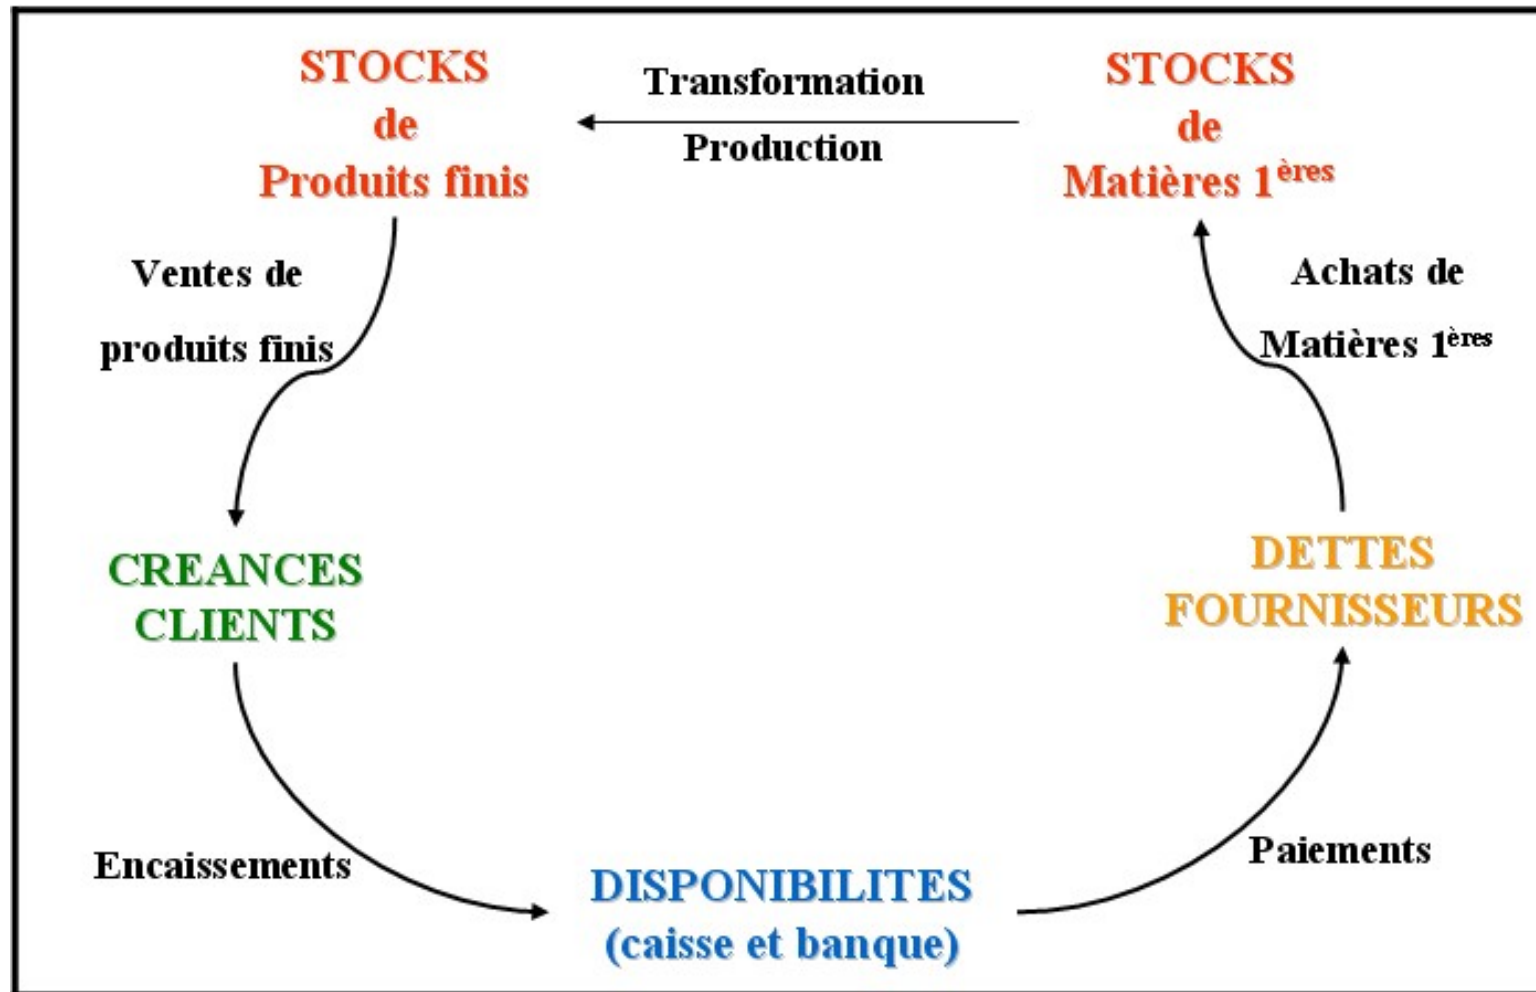 STOCKS
de
Produits finis
Transformation
Production
STOCKS
de
Matières 1ères
Ventes de
produits finis
Achats de
Matières 1ères
CREANCES
CLIENTS
DETTES
FOURNISSEURS
Encaissements
Paiements
DISPONIBILITES
(caisse et banque)